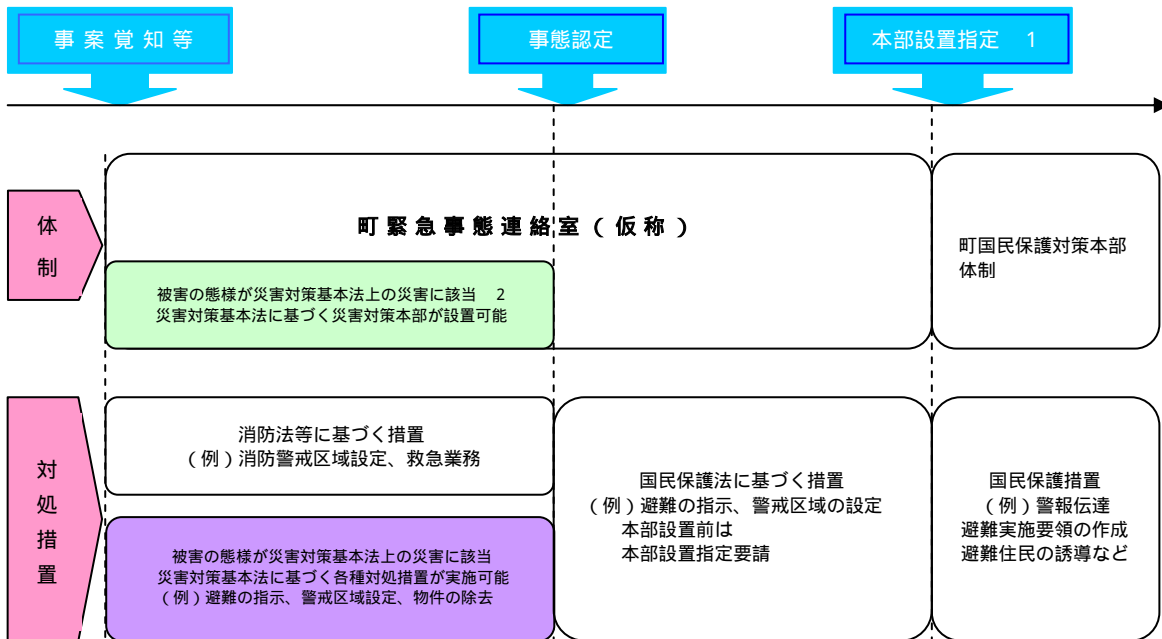 事案覚知等
事態認定
本部設置指定　1
体制
町緊急事態連絡室（仮称）
被害の態様が災害対策基本法上の災害に該当　2
災害対策基本法に基づく災害対策本部が設置可能
町国民保護対策本部
体制
対処措置
消防法等に基づく措置
（例）消防警戒区域設定、救急業務
被害の態様が災害対策基本法上の災害に該当
災害対策基本法に基づく各種対処措置が実施可能
（例）避難の指示、警戒区域設定、物件の除去
国民保護法に基づく措置
（例）避難の指示、警戒区域の設定
本部設置前は
本部設置指定要請
国民保護措置
（例）警報伝達
避難実施要領の作成
避難住民の誘導など